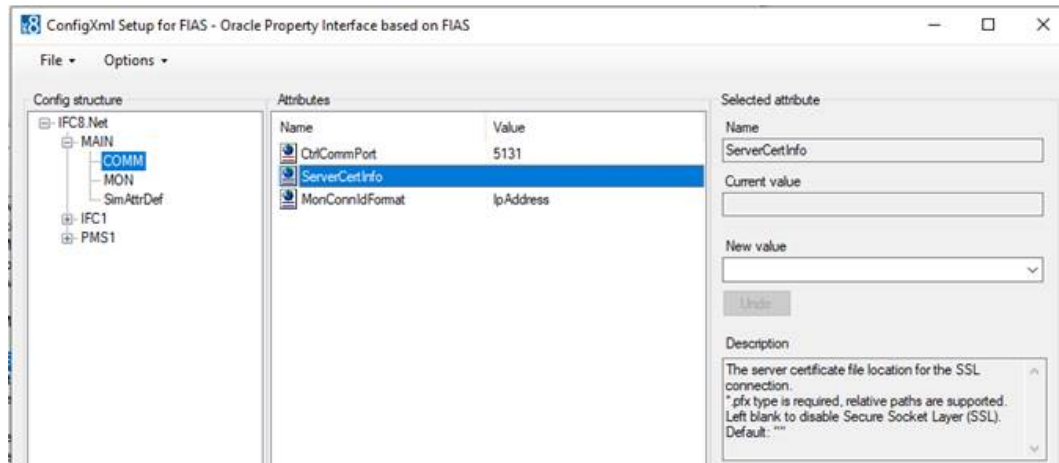 ConfigXml Setup for FIAS - Oracle Property Interface based on FIAS
File Options
Config structure
IFC8.Net
MAIN
COMM
MON
SimAttrDef
IFC1
PMS1
Attributes
Name Value
CtrlCommPort 5131
ServerCertInfo
MonConnIdFormat IpAddress
Selected attribute
Name
ServerCertInfo
Current value
New value
Undo
Description
The server certificate file location for the SSL
connection.
*.pfx type is required, relative paths are supported.
Left blank to disable Secure Socket Layer (SSL).
Default: ""